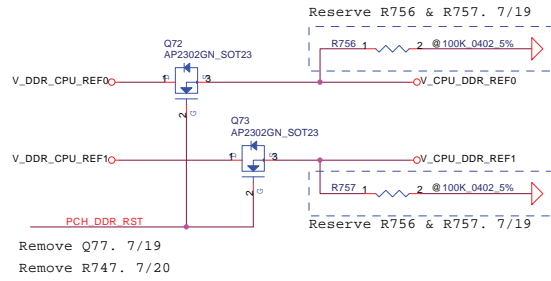 Reserve R756 & R757. 7/19
Q72
AP2302GN_SOT23
R756 1 2 @100K_0402_5%
V_DDR_CPU_REF0 1 D S 3 V_CPU_DDR_REF0
2 G
Q73
AP2302GN_SOT23
V_DDR_CPU_REF1 1 D S 3 V_CPU_DDR_REF1
2 G
R757 1 2 @100K_0402_5%
PCH_DDR_RST
Reserve R756 & R757. 7/19
Remove Q77. 7/19
Remove R747. 7/20